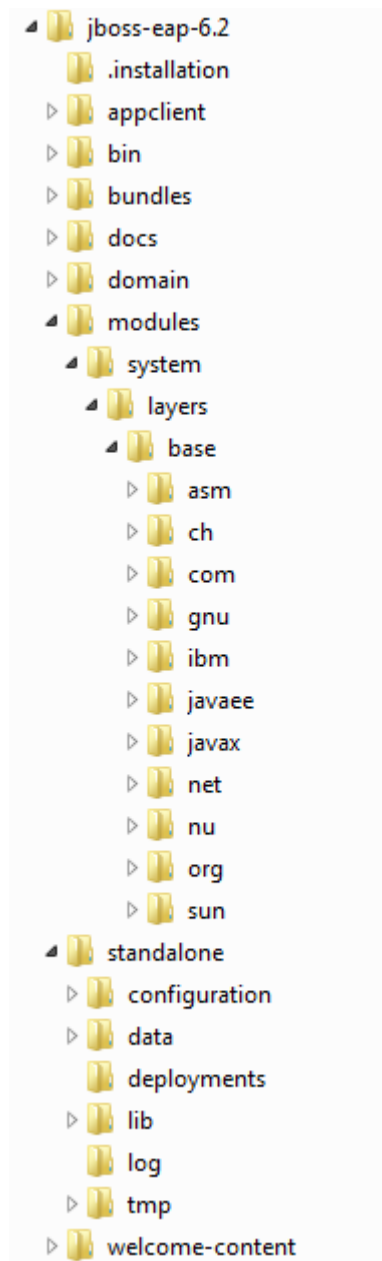 jboss-eap-6.2
.installation
appclient
bin
bundles
docs
domain
modules
system
layers
base
asm
ch
com
gnu
ibm
javaee
javax
net
nu
org
sun
standalone
configuration
data
deployments
lib
log
tmp
welcome-content